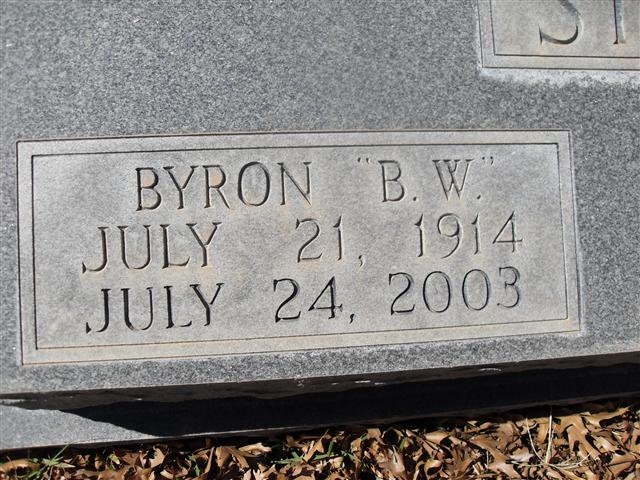 BYRON "B. W."
JULY 21, 1914
JULY 24, 2003